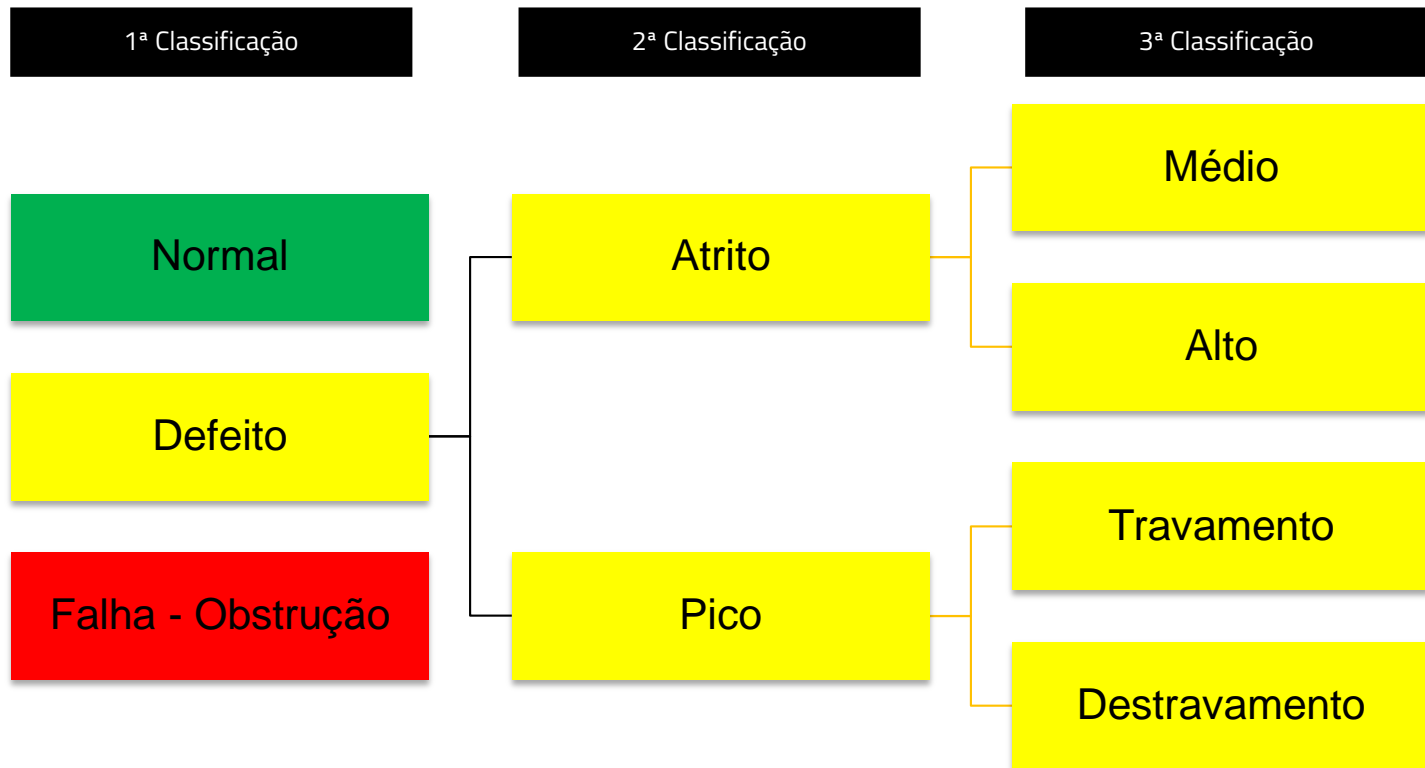 1ª Classificação
2ª Classificação
3ª Classificação
Normal
Defeito
Falha - Obstrução
Atrito
Pico
Médio
Alto
Travamento
Destravamento